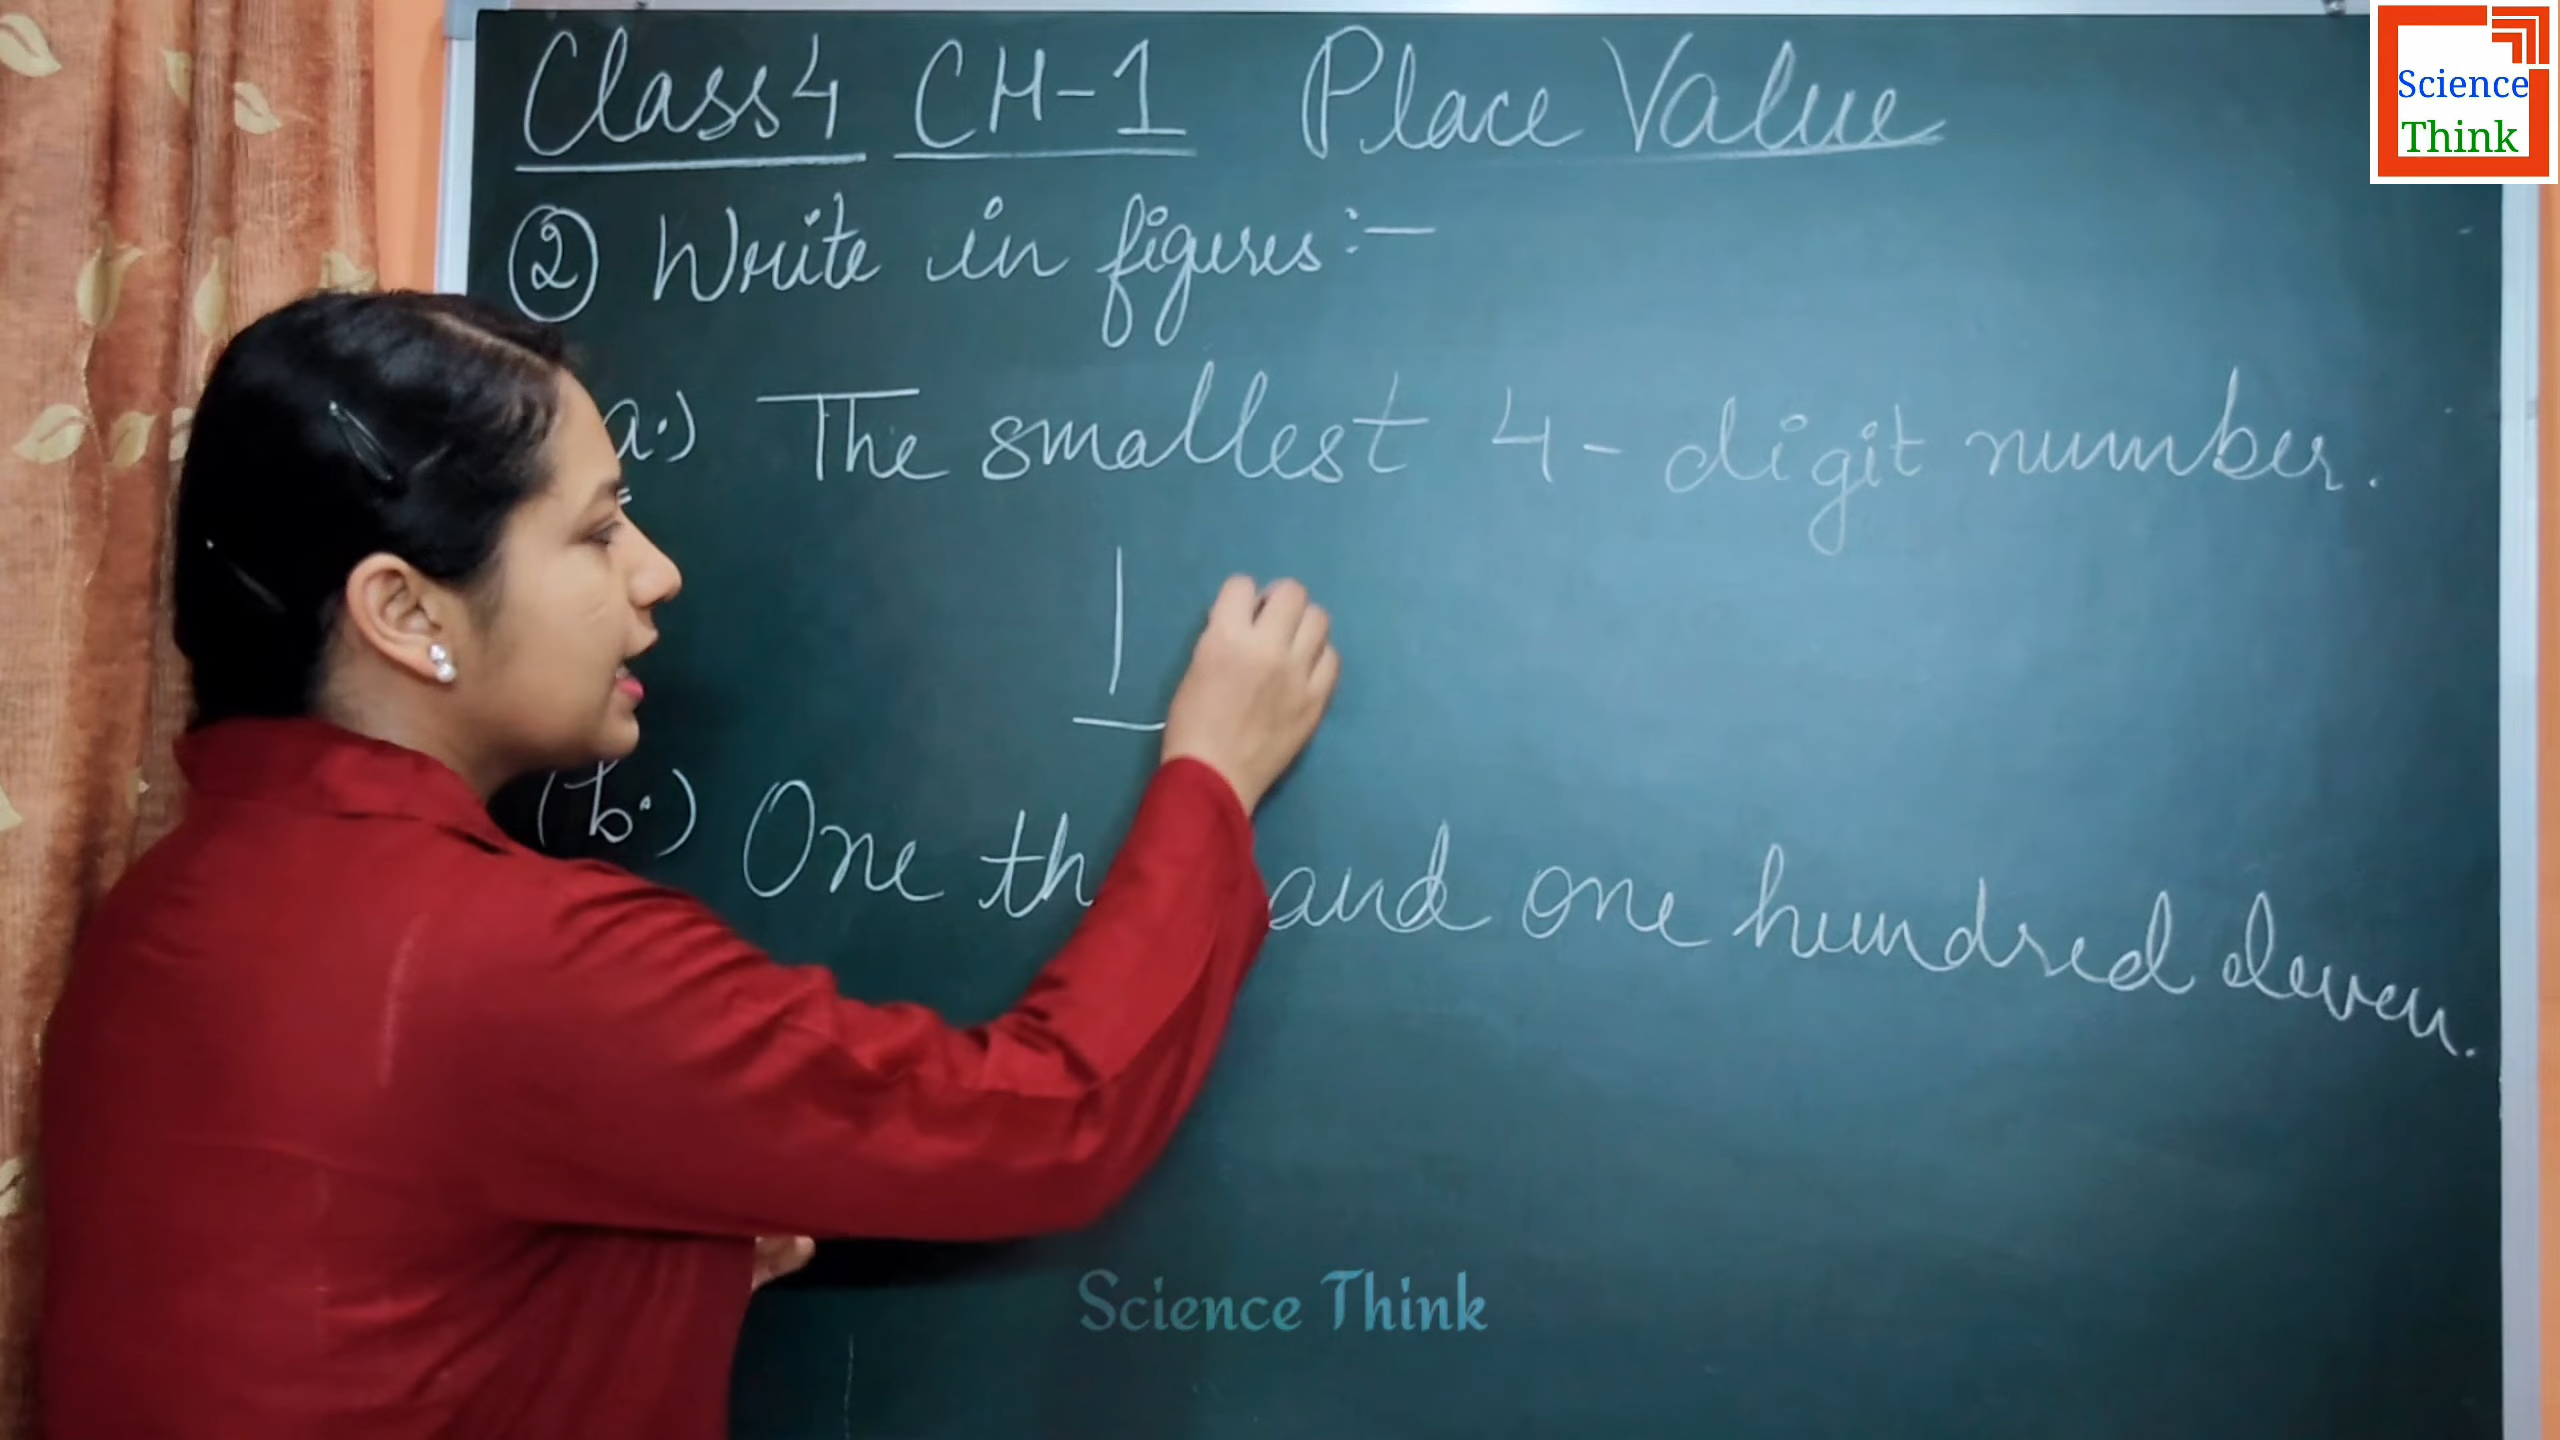 Class 4 CH-1 Place Value
Science
Think
② Write in figures:-
a.) The smallest 4-digit number.
1
(b.) One th and one hundred eleven.
Science Think